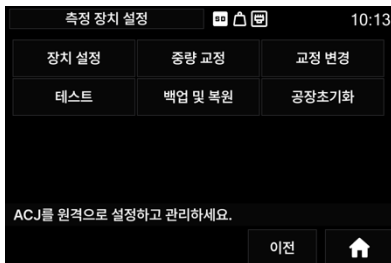 측정 장치 설정
10:13
장치 설정
중량 교정
교정 변경
테스트
백업 및 복원
공장초기화
ACJ를 원격으로 설정하고 관리하세요.
이전